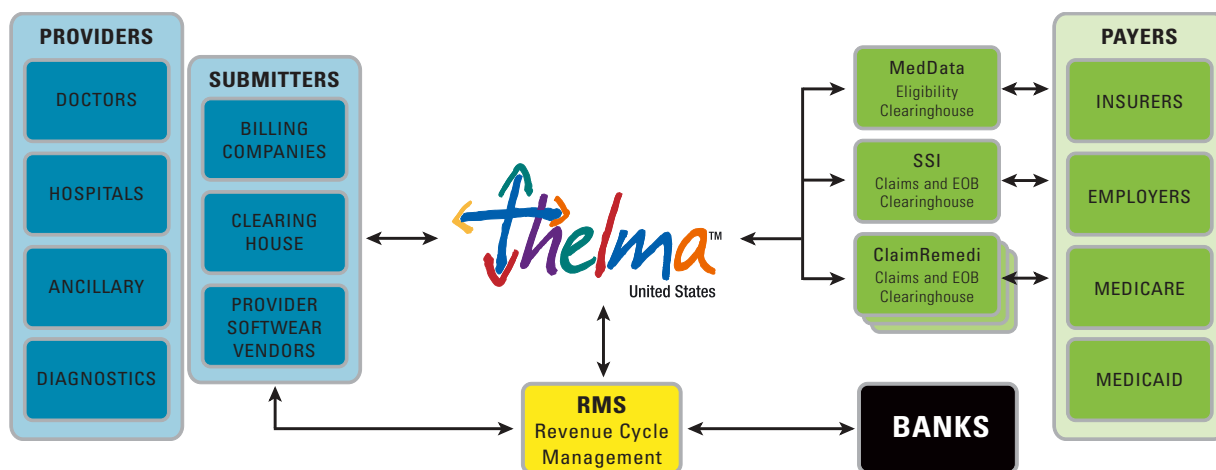 PROVIDERS
DOCTORS
HOSPITALS
ANCILLARY
DIAGNOSTICS
SUBMITTERS
BILLING
COMPANIES
CLEARING
HOUSE
PROVIDER
SOFTWEAR
VENDORS
thelma™
United States
RMS
Revenue Cycle
Management
MedData
Eligibility
Clearinghouse
SSI
Claims and EOB
Clearinghouse
ClaimRemedi
Claims and EOB
Clearinghouse
BANKS
PAYERS
INSURERS
EMPLOYERS
MEDICARE
MEDICAID